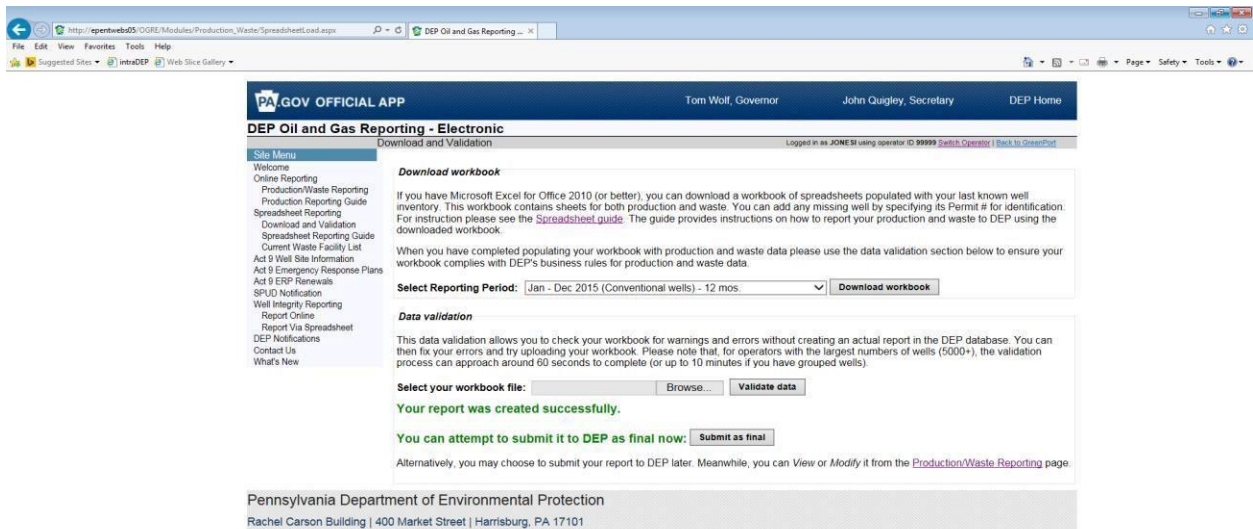 http://epentwebs05/OGRE/Modules/Production_Waste/SpreadsheetLoad.aspx
DEP Oil and Gas Reporting ...
File Edit View Favorites Tools Help
Suggested Sites intraDEP Web Slice Gallery
Page Safety Tools
PA.GOV OFFICIAL APP Tom Wolf, Governor John Quigley, Secretary DEP Home
DEP Oil and Gas Reporting - Electronic
Download and Validation Logged in as JONESI using operator ID 99999 Switch Operator | Back to GreenPort
Site Menu
Welcome
Online Reporting
Production/Waste Reporting
Production Reporting Guide
Spreadsheet Reporting
Download and Validation
Spreadsheet Reporting Guide
Current Waste Facility List
Act 9 Well Site Information
Act 9 Emergency Response Plans
Act 9 ERP Renewals
SPUD Notification
Well Integrity Reporting
Report Online
Report Via Spreadsheet
DEP Notifications
Contact Us
What's New
Download workbook
If you have Microsoft Excel for Office 2010 (or better), you can download a workbook of spreadsheets populated with your last known well
inventory. This workbook contains sheets for both production and waste. You can add any missing well by specifying its Permit # for identification.
For instruction please see the Spreadsheet guide. The guide provides instructions on how to report your production and waste to DEP using the
downloaded workbook.
When you have completed populating your workbook with production and waste data please use the data validation section below to ensure your
workbook complies with DEP's business rules for production and waste data.
Select Reporting Period: Jan - Dec 2015 (Conventional wells) - 12 mos. Download workbook
Data validation
This data validation allows you to check your workbook for warnings and errors without creating an actual report in the DEP database. You can
then fix your errors and try uploading your workbook. Please note that, for operators with the largest numbers of wells (5000+), the validation
process can approach around 60 seconds to complete (or up to 10 minutes if you have grouped wells).
Select your workbook file: Browse... Validate data
Your report was created successfully.
You can attempt to submit it to DEP as final now: Submit as final
Alternatively, you may choose to submit your report to DEP later. Meanwhile, you can View or Modify it from the Production/Waste Reporting page.
Pennsylvania Department of Environmental Protection
Rachel Carson Building | 400 Market Street | Harrisburg, PA 17101